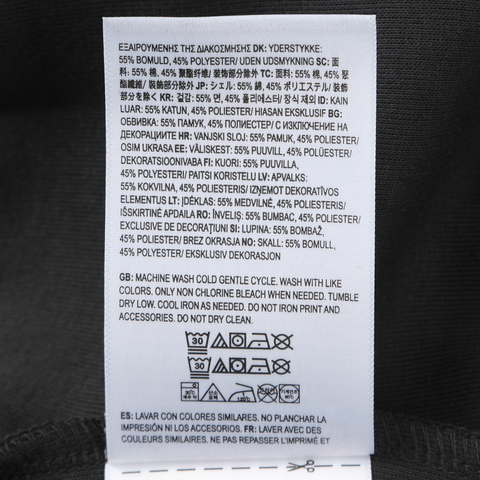 ΕΞΑΙΡΟΥΜΕΝΗΣ ΤΗΣ ΔΙΑΚΟΣΜΗΣΗΣ DK: YDERSTYKKE:
55% BOMULD, 45% POLYESTER/ UDEN UDSMYKNING SC: 面
料: 55% 棉, 45% 聚酯纤维/ 装饰部分除外 TC: 面料: 55% 棉, 45% 聚
酯纖維/ 裝飾部分除外 JP: シェル: 55% 綿, 45% ポリエステル/ 装飾
部分を除く KR: 겉감: 55% 면, 45% 폴리에스터/ 장식 제외 ID: KAIN
LUAR: 55% KATUN, 45% POLYESTER/ HIASAN EKSKLUSIF BG:
ОБВИВКА: 55% ПАМУК, 45% ПОЛИЕСТЕР/ С ИЗКЛЮЧЕНИЕ НА
ДЕКОРАЦИИТЕ HR: VANJSKI SLOJ: 55% PAMUK, 45% POLIESTER/
OSIM UKRASA EE: VÄLISKEST: 55% PUUVILL, 45% POLÜESTER/
DEKORATSIOONIVABA FI: KUORI: 55% PUUVILLA,
45% POLYESTERI/ PAITSI KORISTELU LV: APVALKS:
55% KOKVILNA, 45% POLIESTERIS/ IZŅEMOT DEKORATĪVOS
ELEMENTUS LT: ĮDĖKLAS: 55% MEDVILNĖ, 45% POLIESTERIS/
IŠSKIRTINĖ APDAILA RO: ÎNVELIŞ: 55% BUMBAC, 45% POLIESTER/
EXCLUSIVE DE DECORAŢIUNI SI: LUPINA: 55% BOMBAŽ,
45% POLIESTER/ BREZ OKRASJA NO: SKALL: 55% BOMULL,
45% POLYESTER/ EKSKLUSIV DEKORASJON
GB: MACHINE WASH COLD GENTLE CYCLE. WASH WITH LIKE
COLORS. ONLY NON CHLORINE BLEACH WHEN NEEDED. TUMBLE
DRY LOW. COOL IRON AS NEEDED. DO NOT IRON PRINT AND
ACCESSORIES. DO NOT DRY CLEAN.
30
30
ES: LAVAR CON COLORES SIMILARES. NO PLANCHAR LA
IMPRESIÓN NI LOS ACCESORIOS. FR: LAVER AVEC DES
COULEURS SIMILAIRES. NE PAS REPASSER L'IMPRIMÉ ET